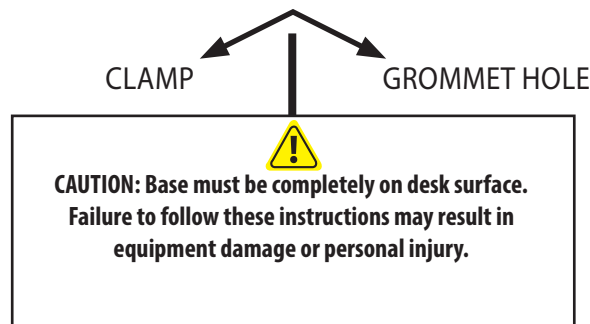 CLAMP
GROMMET HOLE
CAUTION: Base must be completely on desk surface.
Failure to follow these instructions may result in
equipment damage or personal injury.